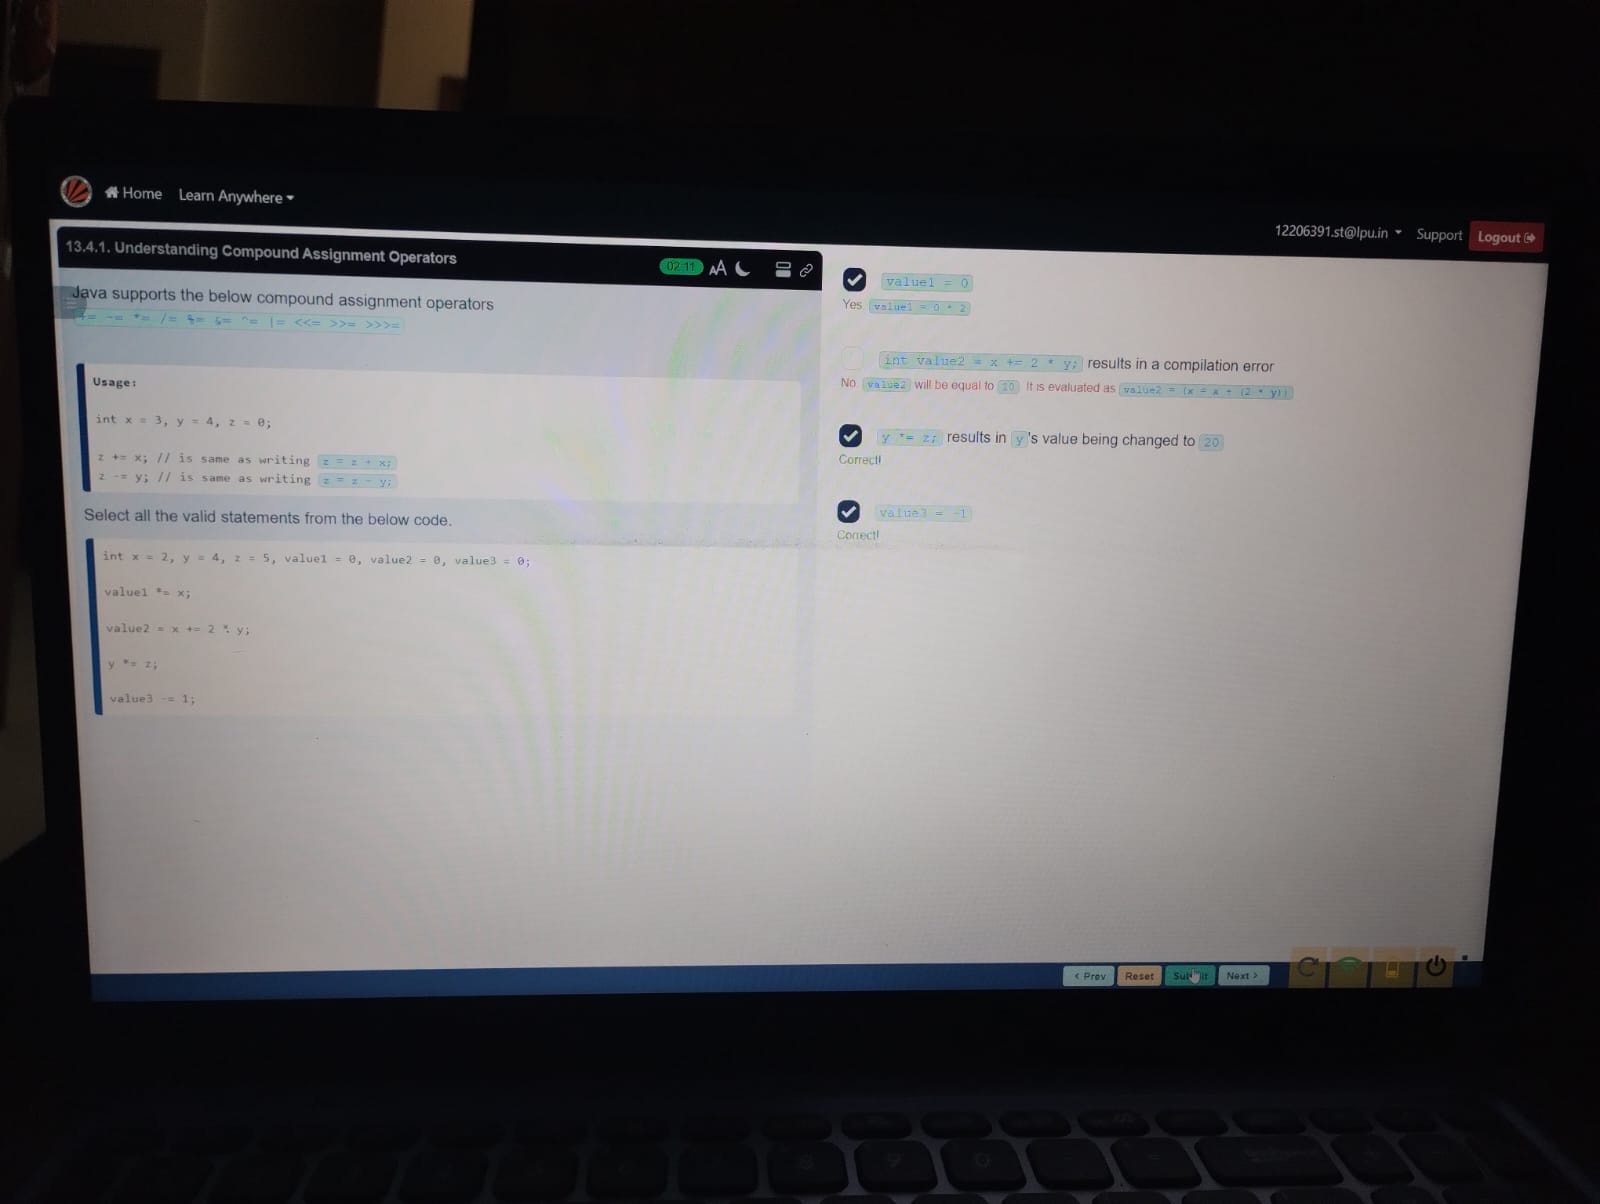 Home Learn Anywhere
12206391.st@lpu.in Support Logout
13.4.1. Understanding Compound Assignment Operators
02:11 AA
Java supports the below compound assignment operators
+= -= *= /= %= &= ^= |= <<= >>= >>>=
Usage:
int x = 3, y = 4, z = 0;
z += x; // is same as writing z = z + x;
z -= y; // is same as writing z = z - y;
Select all the valid statements from the below code.
int x = 2, y = 4, z = 5, value1 = 0, value2 = 0, value3 = 0;
value1 *= x;
value2 = x += 2 * y;
y *= z;
value3 -= 1;
value1 = 0
Yes value1 = 0 * 2
int value2 = x += 2 * y; results in a compilation error
No value2 will be equal to 10 It is evaluated as value2 = (x = x + (2 * y))
y *= z; results in y's value being changed to 20
Correct!
value3 = -1
Correct!
< Prev Reset Submit Next >